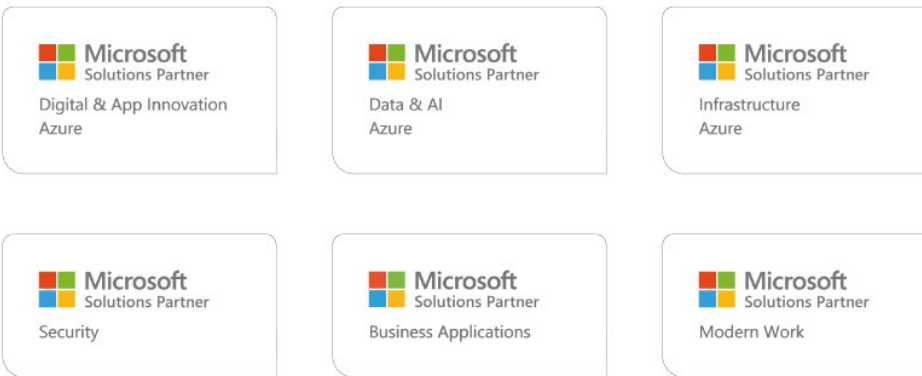 Microsoft
Solutions Partner
Digital & App Innovation
Azure
Microsoft
Solutions Partner
Data & AI
Azure
Microsoft
Solutions Partner
Infrastructure
Azure
Microsoft
Solutions Partner
Security
Microsoft
Solutions Partner
Business Applications
Microsoft
Solutions Partner
Modern Work